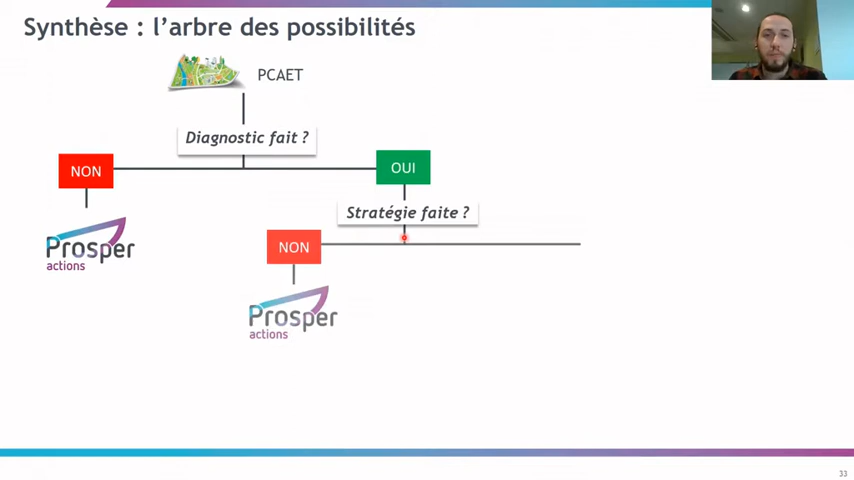 Synthèse : l'arbre des possibilités
PCAET
Diagnostic fait ?
NON
OUI
Stratégie faite ?
Prosper
actions
NON
Prosper
actions
33